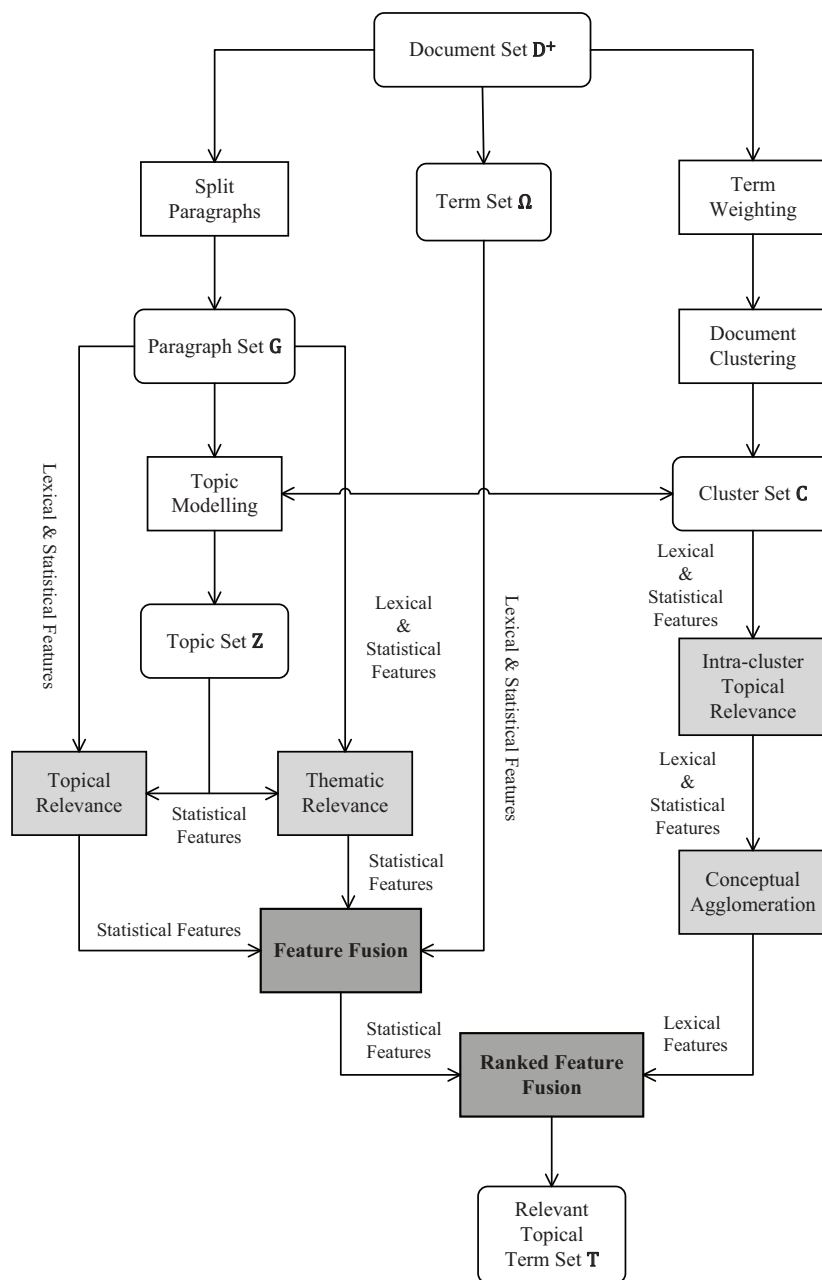 Document Set D⁺
Split
Paragraphs
Term Set Ω
Term
Weighting
Paragraph Set G
Document
Clustering
Topic
Modelling
Cluster Set C
Lexical & Statistical Features
Lexical
&
Statistical
Features
Lexical & Statistical Features
Lexical
&
Statistical
Features
Topic Set Z
Intra-cluster
Topical
Relevance
Topical
Relevance
Statistical
Features
Thematic
Relevance
Lexical
&
Statistical
Features
Statistical
Features
Conceptual
Agglomeration
Statistical Features
Feature Fusion
Statistical
Features
Lexical
Features
Ranked Feature
Fusion
Relevant
Topical
Term Set T